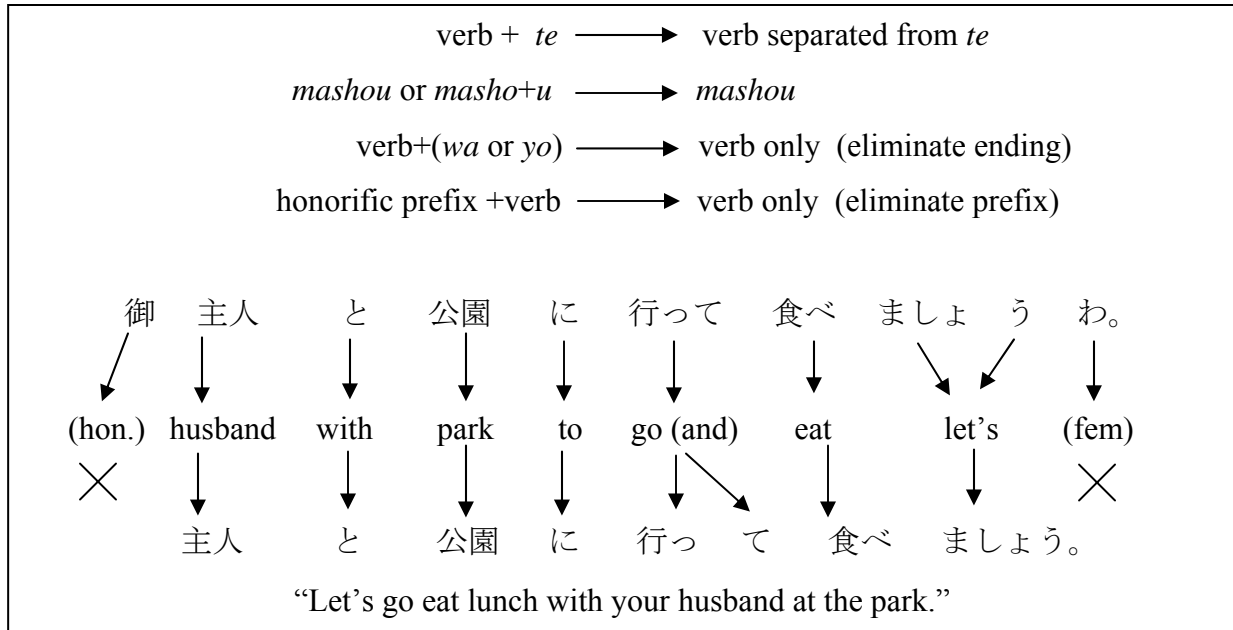 verb + te → verb separated from te
mashou or masho+u → mashou
verb+(wa or yo) → verb only (eliminate ending)
honorific prefix +verb → verb only (eliminate prefix)
御 主人 と 公園 に 行って 食べ ましょ う わ。
(hon.) husband with park to go (and) eat let's (fem)
主人 と 公園 に 行っ て 食べ ましょう。
“Let's go eat lunch with your husband at the park.”